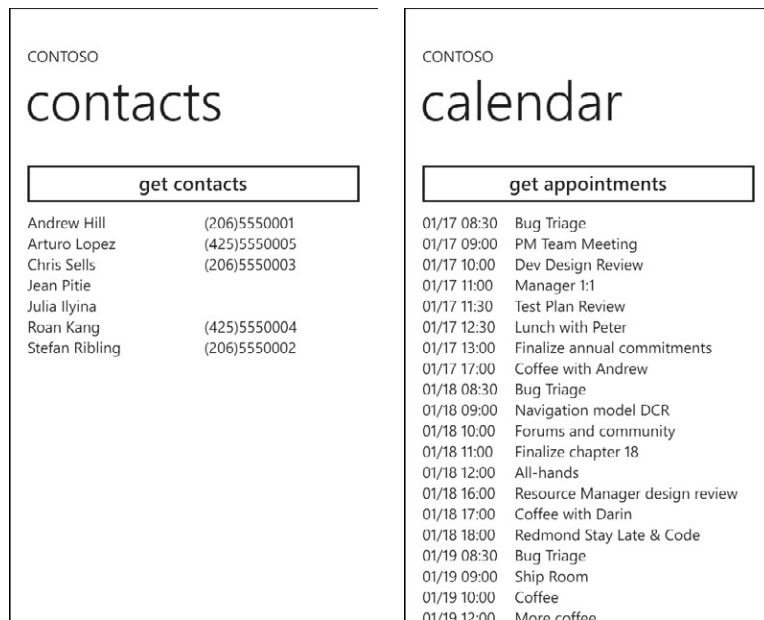 CONTOSO
contacts
get contacts
Andrew Hill (206)5550001
Arturo Lopez (425)5550005
Chris Sells (206)5550003
Jean Pitie
Julia Ilyina
Roan Kang (425)5550004
Stefan Ribling (206)5550002
CONTOSO
calendar
get appointments
01/17 08:30 Bug Triage
01/17 09:00 PM Team Meeting
01/17 10:00 Dev Design Review
01/17 11:00 Manager 1:1
01/17 11:30 Test Plan Review
01/17 12:30 Lunch with Peter
01/17 13:00 Finalize annual commitments
01/17 17:00 Coffee with Andrew
01/18 08:30 Bug Triage
01/18 09:00 Navigation model DCR
01/18 10:00 Forums and community
01/18 11:00 Finalize chapter 18
01/18 12:00 All-hands
01/18 16:00 Resource Manager design review
01/18 17:00 Coffee with Darin
01/18 18:00 Redmond Stay Late & Code
01/19 08:30 Bug Triage
01/19 09:00 Ship Room
01/19 10:00 Coffee
01/19 12:00 More coffee